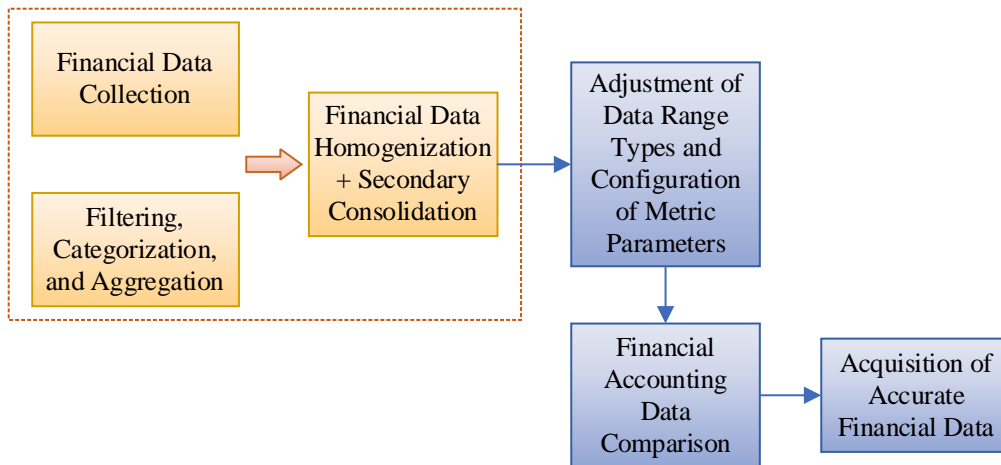 Financial Data
Collection
Filtering,
Categorization,
and Aggregation
Financial Data
Homogenization
+ Secondary
Consolidation
Adjustment of
Data Range
Types and
Configuration
of Metric
Parameters
Financial
Accounting
Data
Comparison
Acquisition of
Accurate
Financial Data